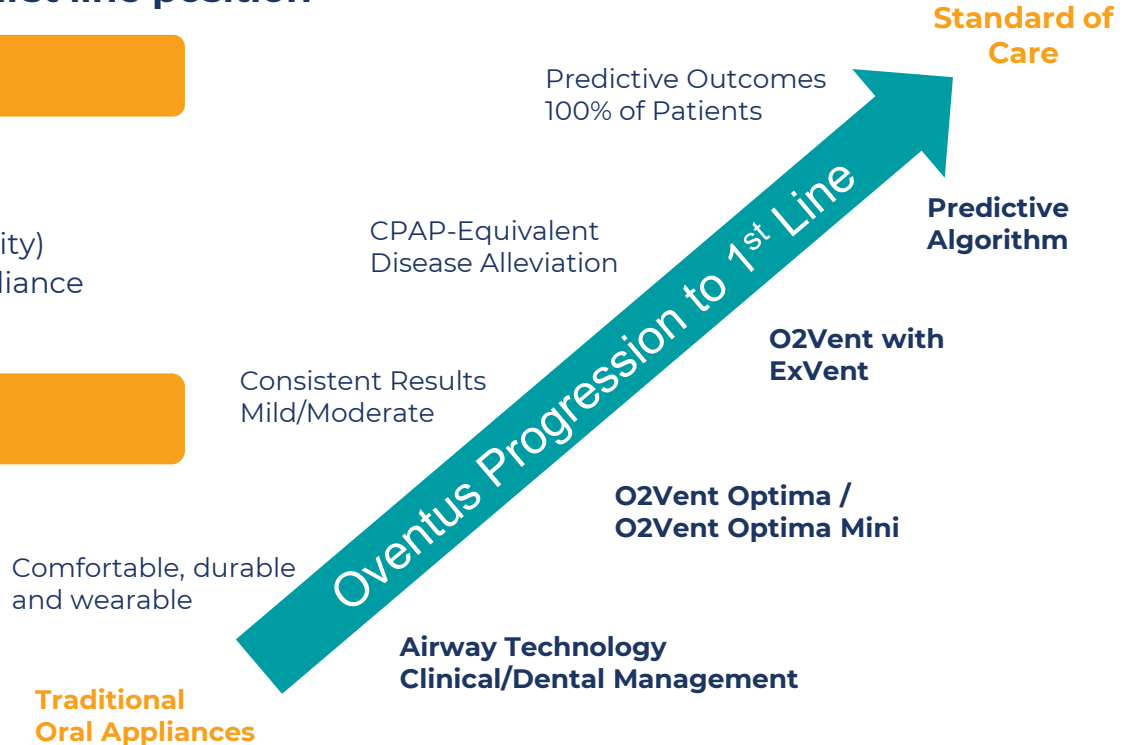 line position
Standard of
Care
Predictive Outcomes
100% of Patients
Predictive
Algorithm
CPAP-Equivalent
Disease Alleviation
Oventus Progression to 1st Line
O2Vent with
ExVent
Consistent Results
Mild/Moderate
O2Vent Optima /
O2Vent Optima Mini
Comfortable, durable
and wearable
Airway Technology
Clinical/Dental Management
Traditional
Oral Appliances